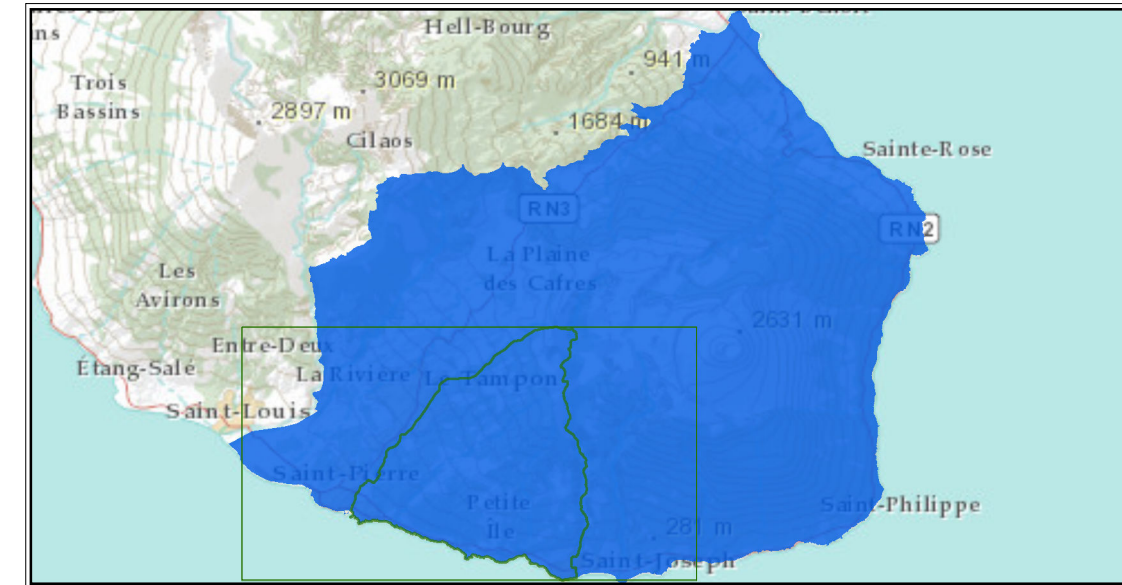 Hell-Bourg
ns
941 m
3069 m
Trois
Bassins
2897 m
1684 m
Cilaos
Sainte-Rose
RN3
RN2
La Plaine
des Cafres
Les
Avirons
2631 m
Entre-Deux
Étang-Salé
La Rivière
Le Tampon
Saint-Louis
Saint-Pierre
Petite
Île
Saint-Philippe
281 m
Saint-Joseph